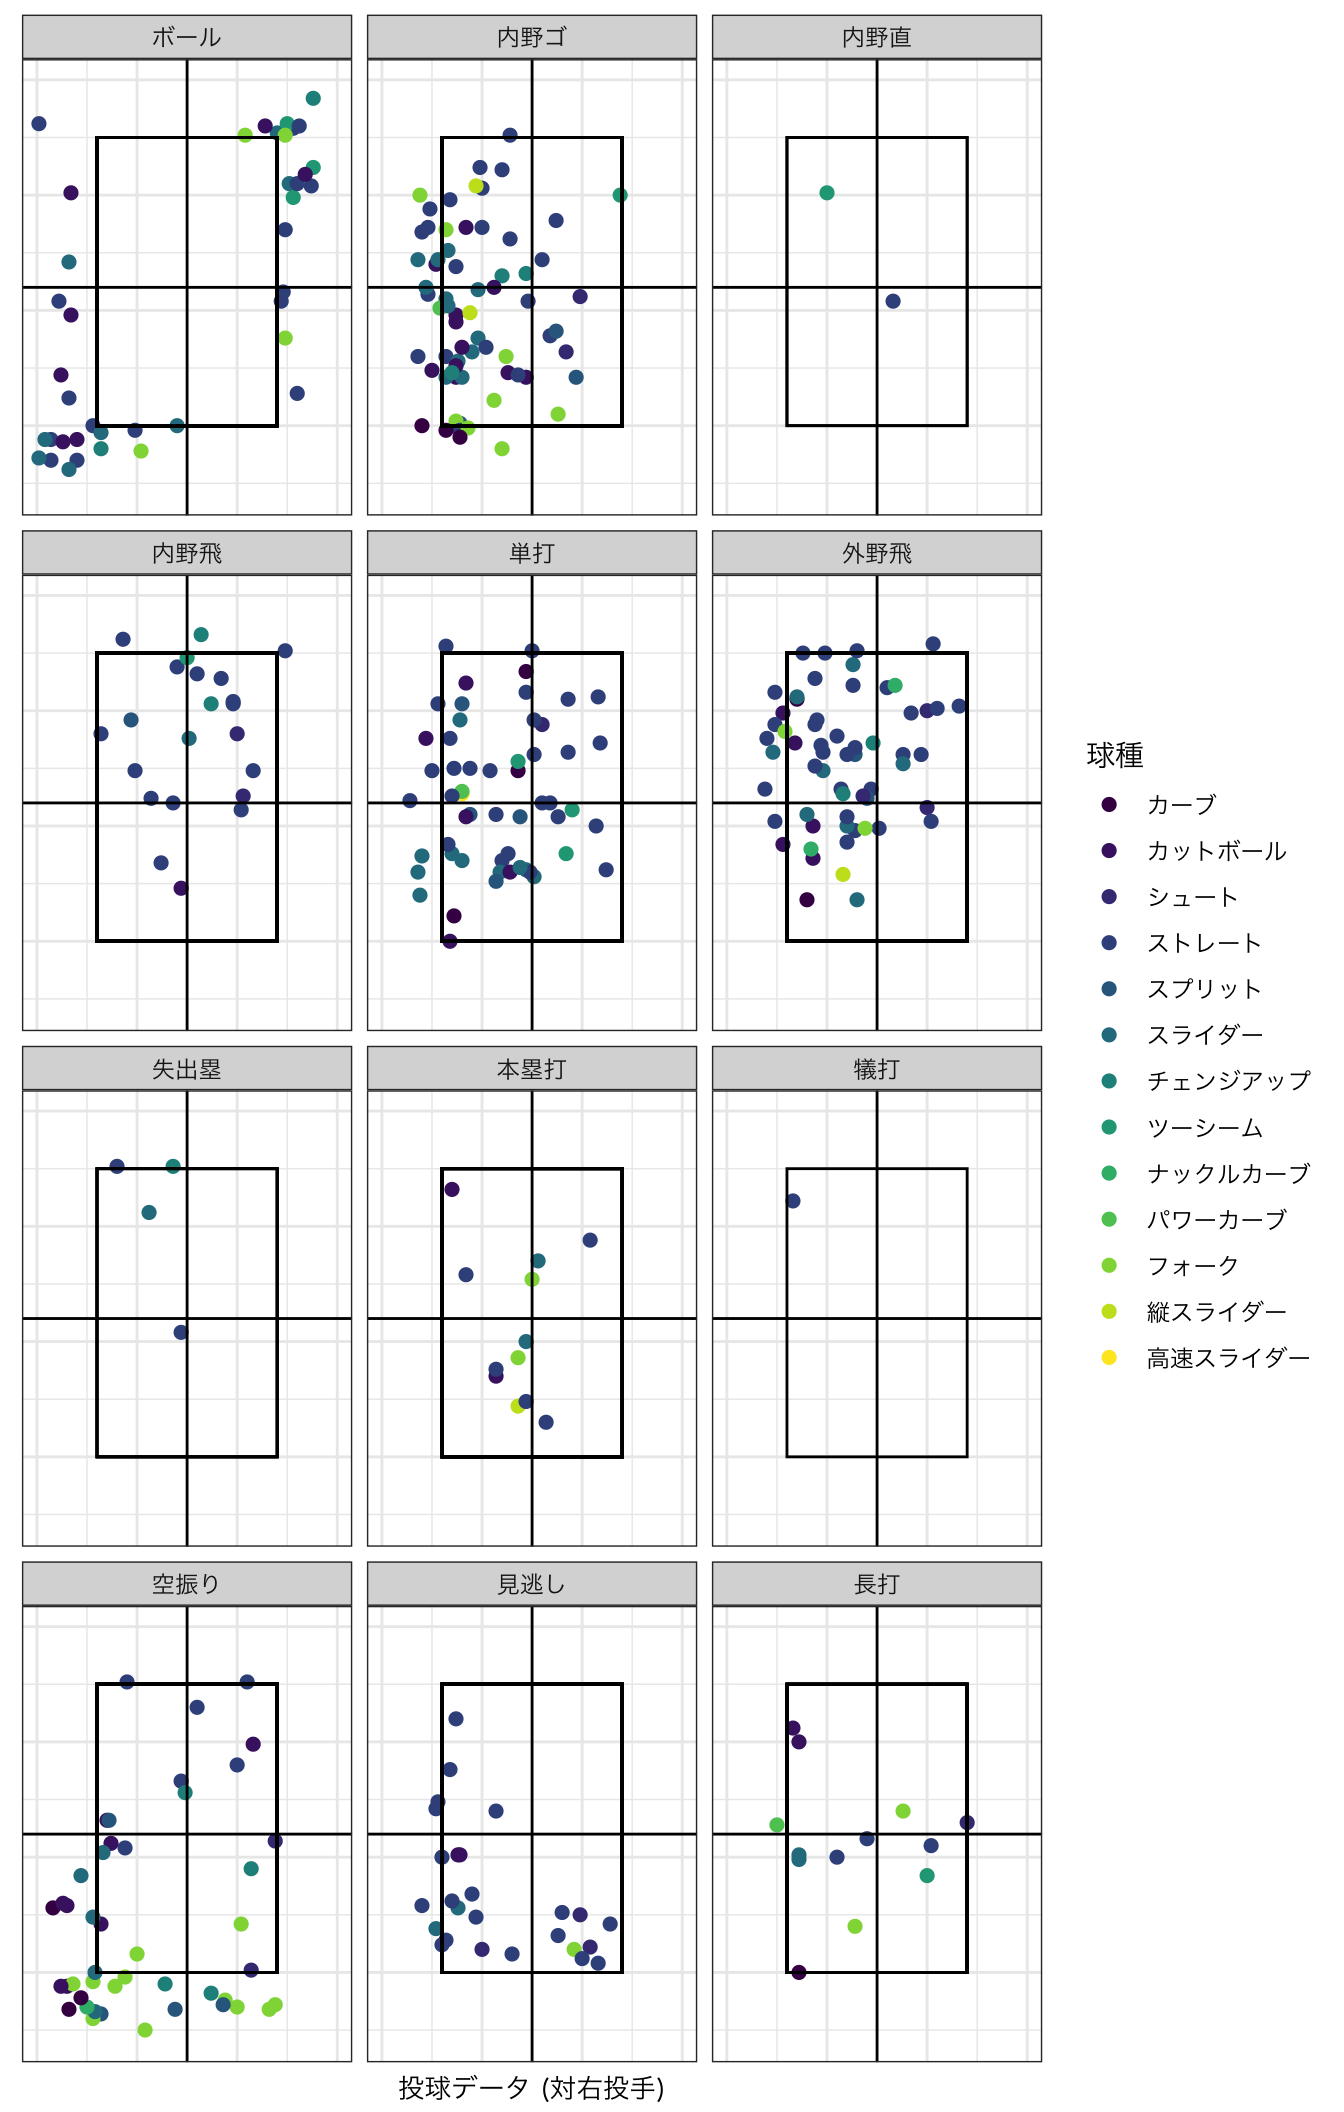 ボール
内野ゴ
内野直
内野飛
単打
外野飛
失出塁
本塁打
犠打
空振り
見逃し
長打
球種
カーブ
カットボール
シュート
ストレート
スプリット
スライダー
チェンジアップ
ツーシーム
ナックルカーブ
パワーカーブ
フォーク
縦スライダー
高速スライダー
投球データ (対右投手)